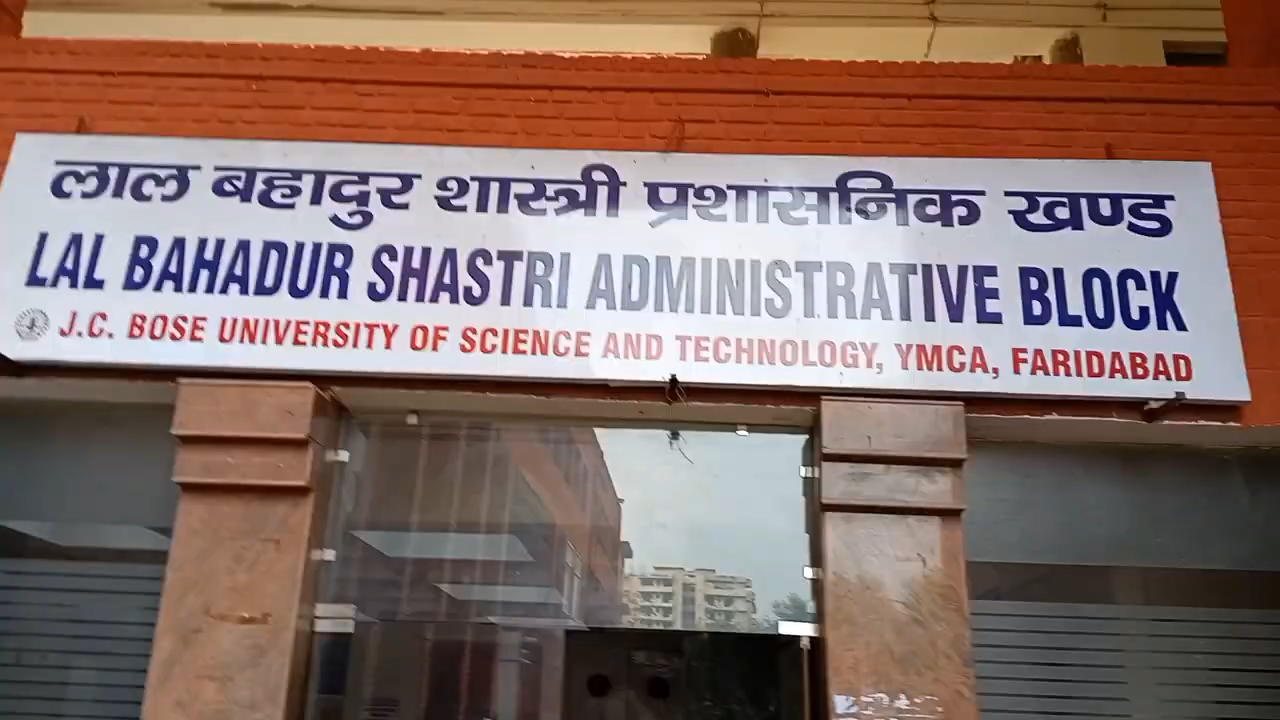 लाल बहादुर शास्त्री प्रशासनिक खण्ड
LAL BAHADUR SHASTRI ADMINISTRATIVE BLOCK
J.C. BOSE UNIVERSITY OF SCIENCE AND TECHNOLOGY, YMCA, FARIDABAD